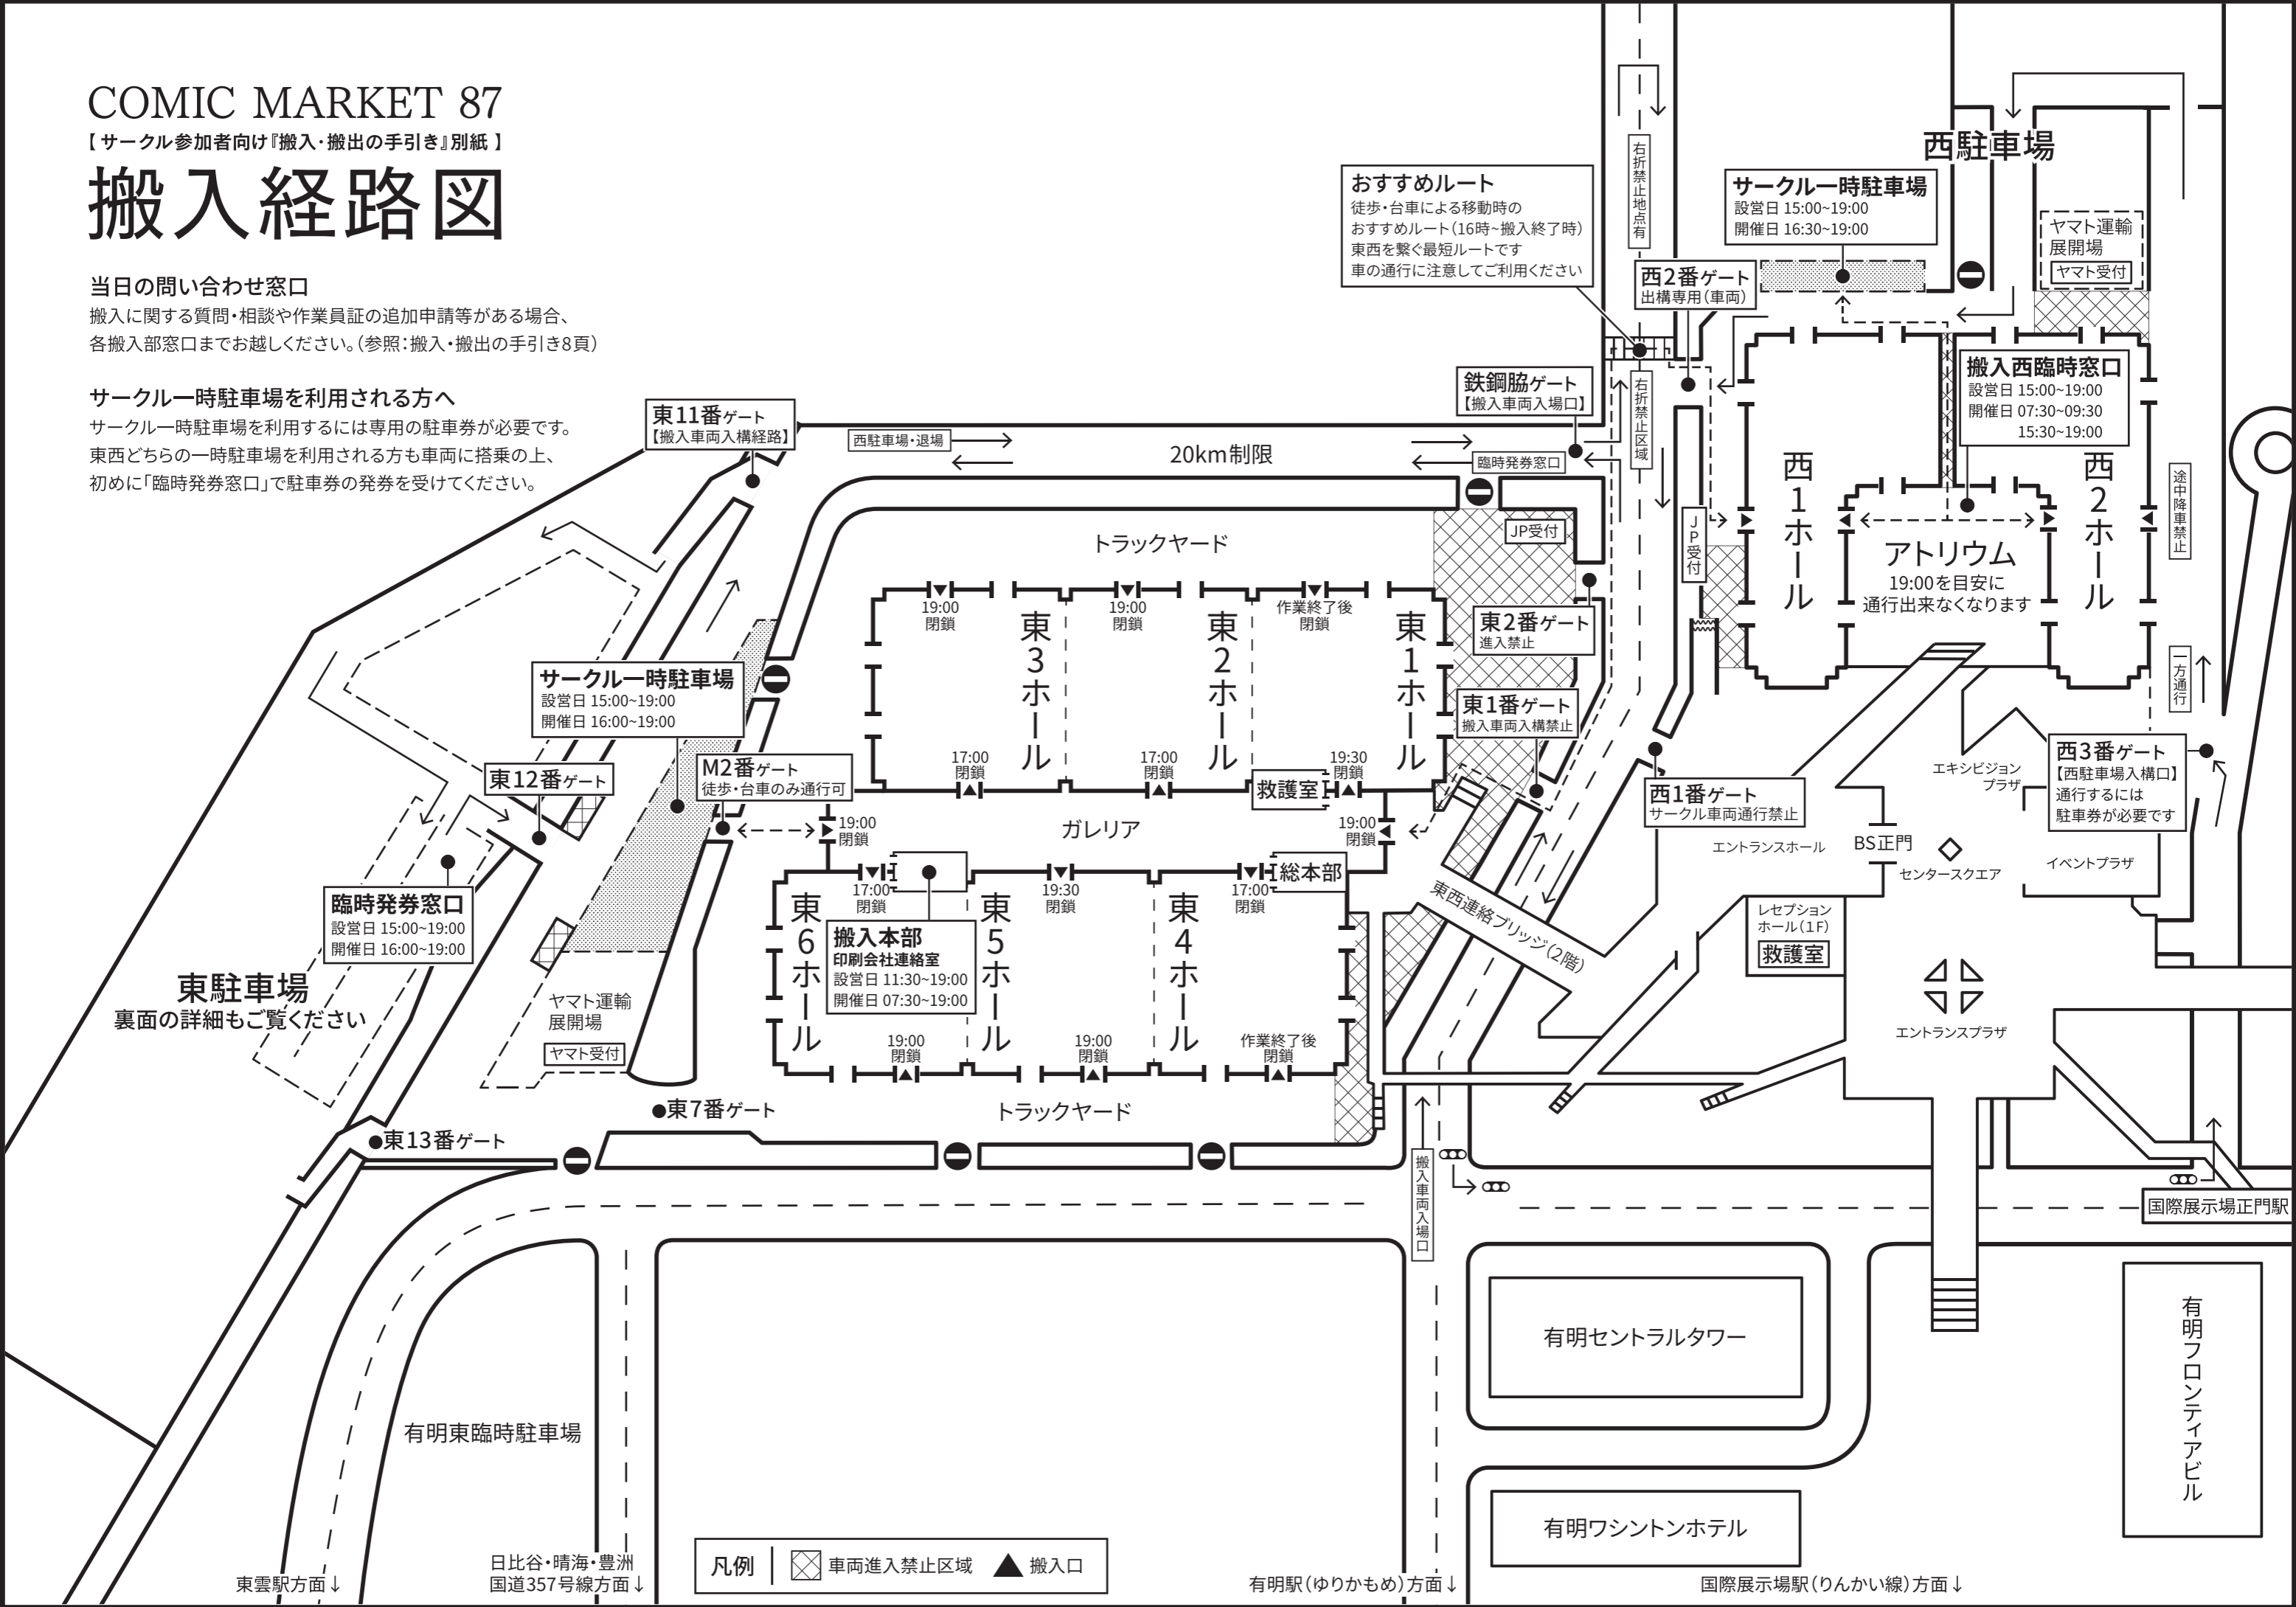 COMIC MARKET 87
【サークル参加者向け『搬入・搬出の手引き』別紙】
搬入経路図
当日の問い合わせ窓口
搬入に関する質問・相談や作業員証の追加申請等がある場合、
各搬入部窓口までお越しください。（参照：搬入・搬出の手引き8頁）
サークル一時駐車場を利用される方へ
サークル一時駐車場を利用するには専用の駐車券が必要です。
東西どちらの一時駐車場を利用される方も車両に搭乗の上、
初めに「臨時発券窓口」で駐車券の発券を受けてください。
おすすめルート
徒歩・台車による移動時の
おすすめルート（16時~搬入終了時）
東西を繋ぐ最短ルートです
車の通行に注意してご利用ください
右折禁止地点有
西駐車場
サークル一時駐車場
設営日 15:00~19:00
開催日 16:30~19:00
ヤマト運輸
展開場
ヤマト受付
西2番ゲート
出構専用（車両）
鉄鋼脇ゲート
【搬入車両入場口】
右折禁止区域
搬入西臨時窓口
設営日 15:00~19:00
開催日 07:30~09:30
15:30~19:00
東11番ゲート
【搬入車両入構経路】
西駐車場・退場
20km制限
臨時発券窓口
JP受付
JP受付
西1ホール
西2ホール
途中降車禁止
アトリウム
19:00を目安に
通行出来なくなります
トラックヤード
19:00
閉鎖
19:00
閉鎖
作業終了後
閉鎖
東3ホール
東2ホール
東1ホール
東2番ゲート
進入禁止
東1番ゲート
搬入車両入構禁止
一方通行
サークル一時駐車場
設営日 15:00~19:00
開催日 16:00~19:00
17:00
閉鎖
17:00
閉鎖
19:30
閉鎖
救護室
M2番ゲート
徒歩・台車のみ通行可
東12番ゲート
西1番ゲート
サークル車両通行禁止
エキシビジョン
プラザ
西3番ゲート
【西駐車場入構口】
通行するには
駐車券が必要です
19:00
閉鎖
ガレリア
19:00
閉鎖
エントランスホール
BS正門
センタースクエア
イベントプラザ
17:00
閉鎖
19:30
閉鎖
17:00
閉鎖
総本部
東6ホール
東5ホール
東4ホール
搬入本部
印刷会社連絡室
設営日 11:30~19:00
開催日 07:30~19:00
臨時発券窓口
設営日 15:00~19:00
開催日 16:00~19:00
東西連絡ブリッジ（2階）
レセプション
ホール（1F）
救護室
東駐車場
裏面の詳細もご覧ください
ヤマト運輸
展開場
ヤマト受付
エントランスプラザ
19:00
閉鎖
19:00
閉鎖
作業終了後
閉鎖
東7番ゲート
トラックヤード
東13番ゲート
搬入車両入場口
国際展示場正門駅
有明セントラルタワー
有明フロンティアビル
有明東臨時駐車場
有明ワシントンホテル
凡例
車両進入禁止区域
搬入口
東雲駅方面↓
日比谷・晴海・豊洲
国道357号線方面↓
有明駅（ゆりかもめ）方面↓
国際展示場駅（りんかい線）方面↓